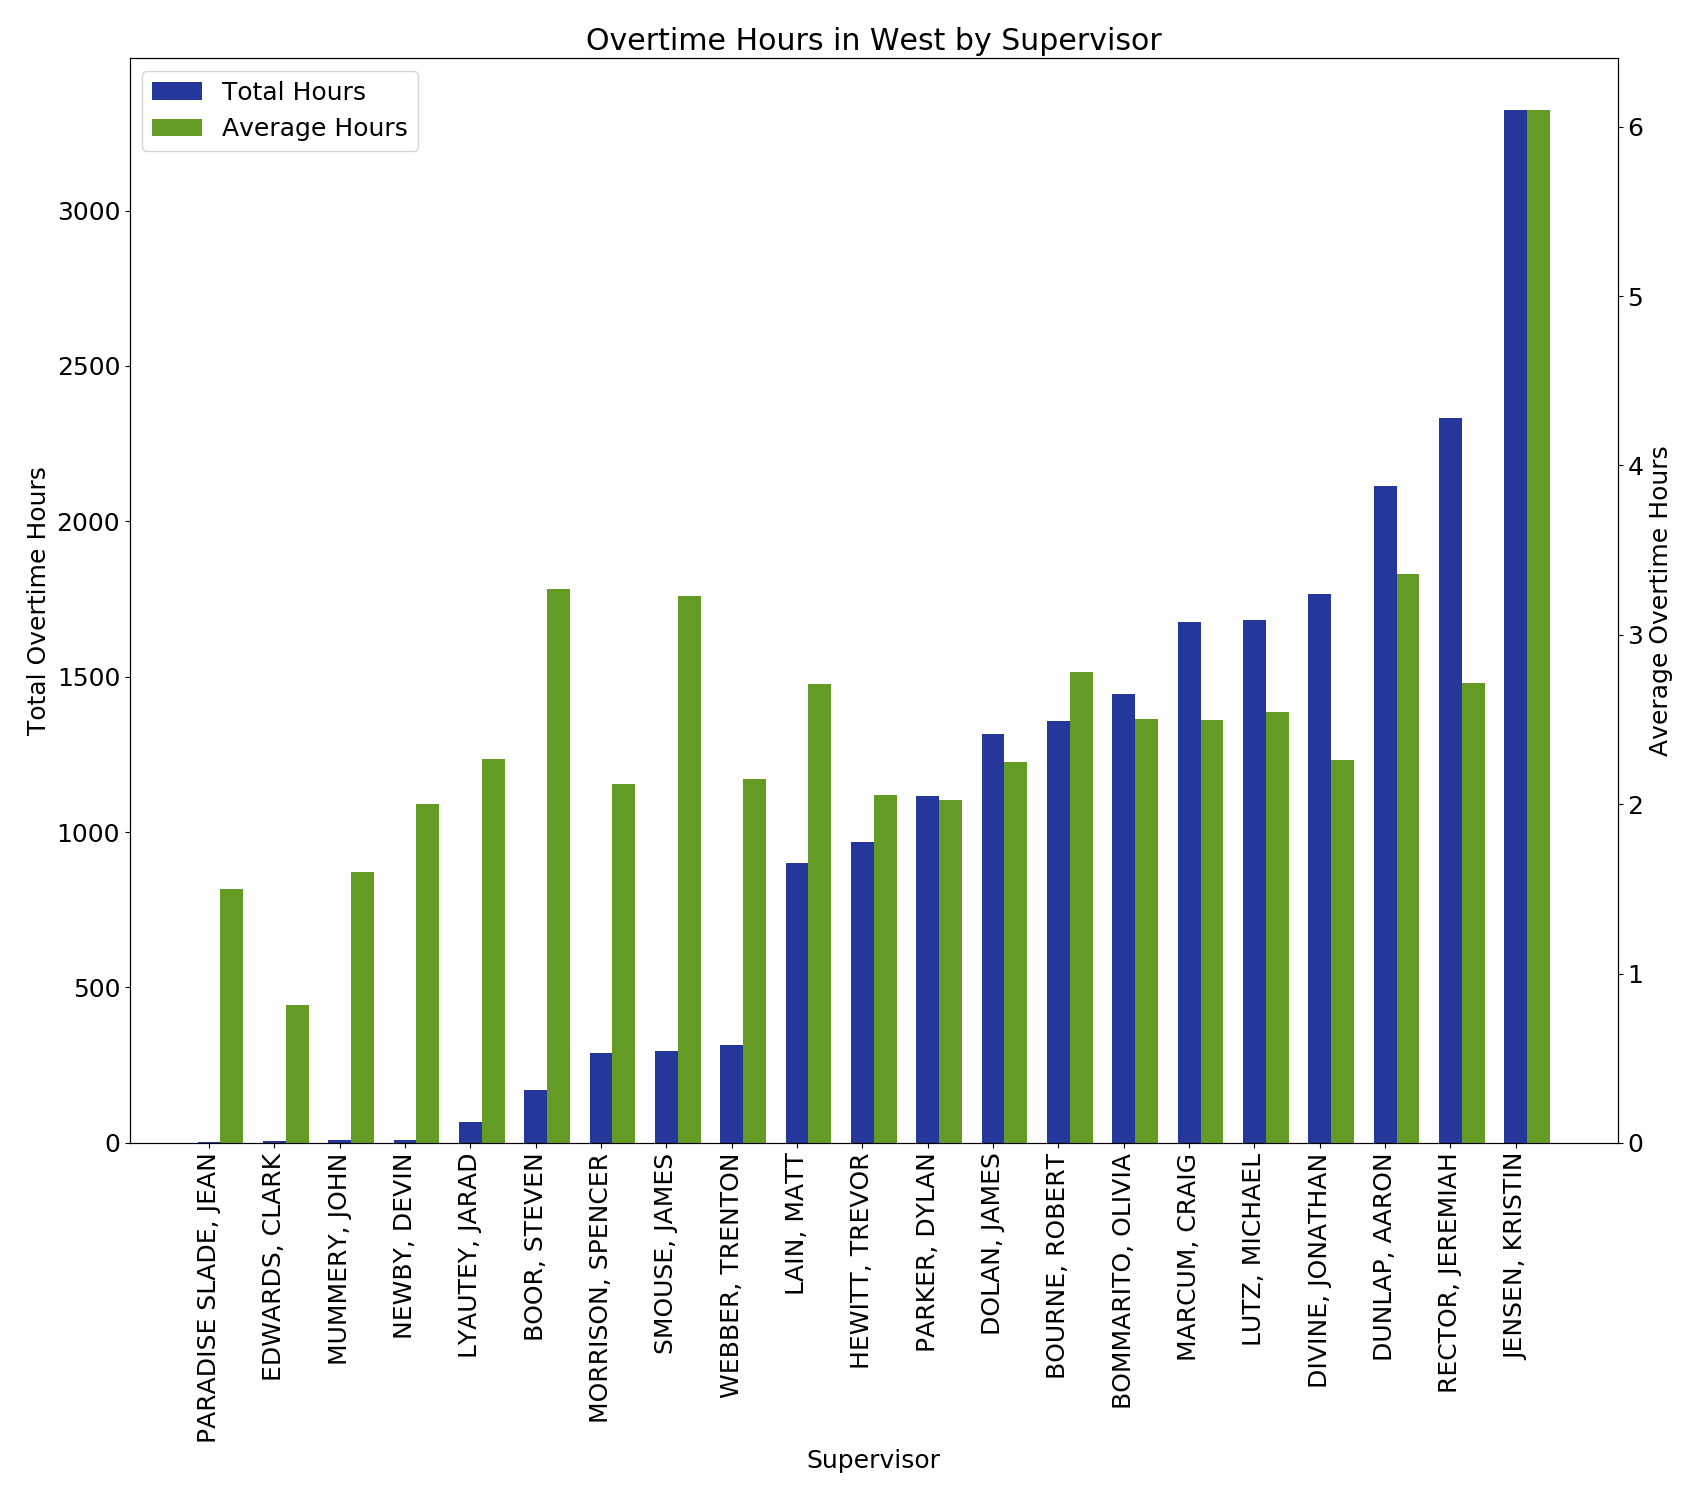 Overtime Hours in West by Supervisor
Total Hours
Average Hours
Total Overtime Hours
3000
2500
2000
1500
1000
500
0
6
5
4
3
2
1
0
Average Overtime Hours
PARADISE SLADE, JEAN
EDWARDS, CLARK
MUMMERY, JOHN
NEWBY, DEVIN
LYAUTEY, JARAD
BOOR, STEVEN
MORRISON, SPENCER
SMOUSE, JAMES
WEBBER, TRENTON
LAIN, MATT
HEWITT, TREVOR
PARKER, DYLAN
DOLAN, JAMES
BOURNE, ROBERT
BOMMARITO, OLIVIA
MARCUM, CRAIG
LUTZ, MICHAEL
DIVINE, JONATHAN
DUNLAP, AARON
RECTOR, JEREMIAH
JENSEN, KRISTIN
Supervisor